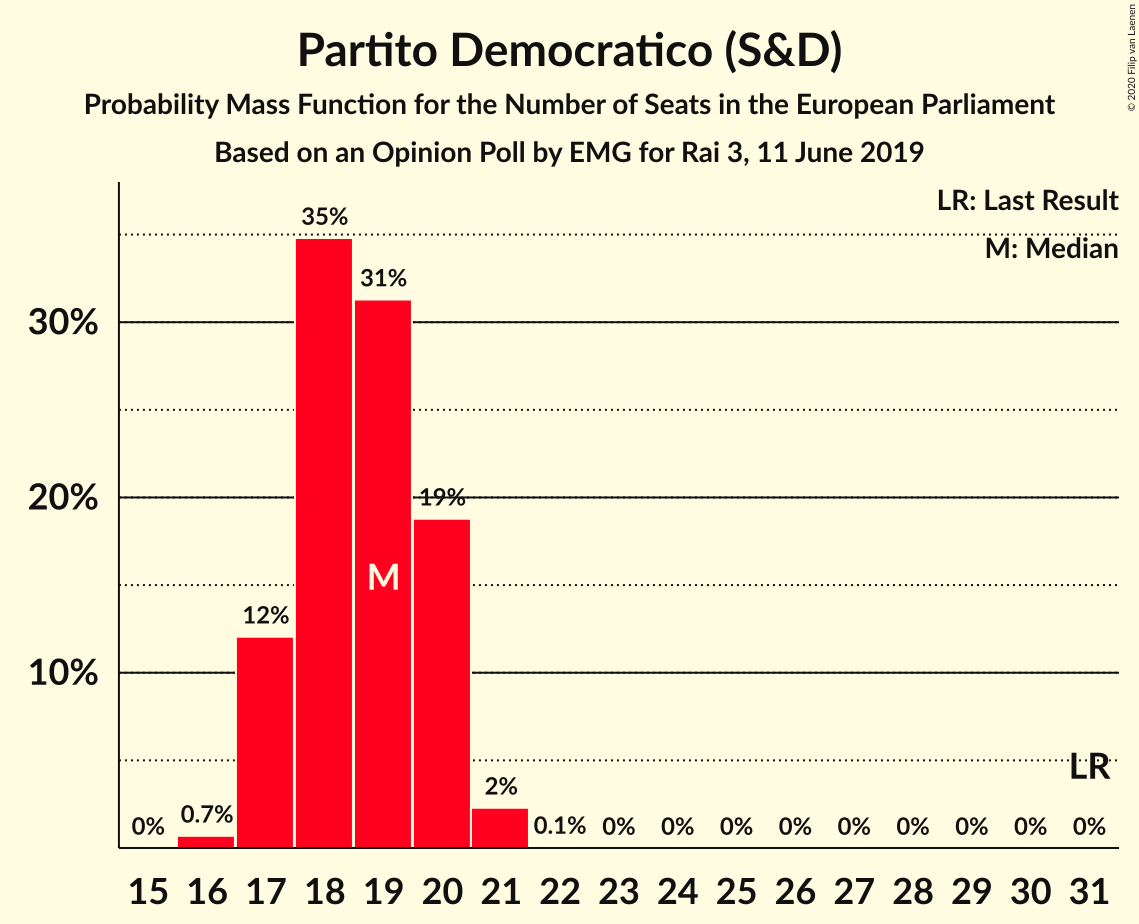 Partito Democratico (S&D)
Probability Mass Function for the Number of Seats in the European Parliament
Based on an Opinion Poll by EMG for Rai 3, 11 June 2019
© 2020 Filip van Laenen
LR: Last Result
M: Median
30%
20%
10%
0%
0.7%
12%
35%
31%
19%
2%
0.1%
0%
0%
0%
0%
0%
0%
0%
0%
0%
M
LR
15 16 17 18 19 20 21 22 23 24 25 26 27 28 29 30 31